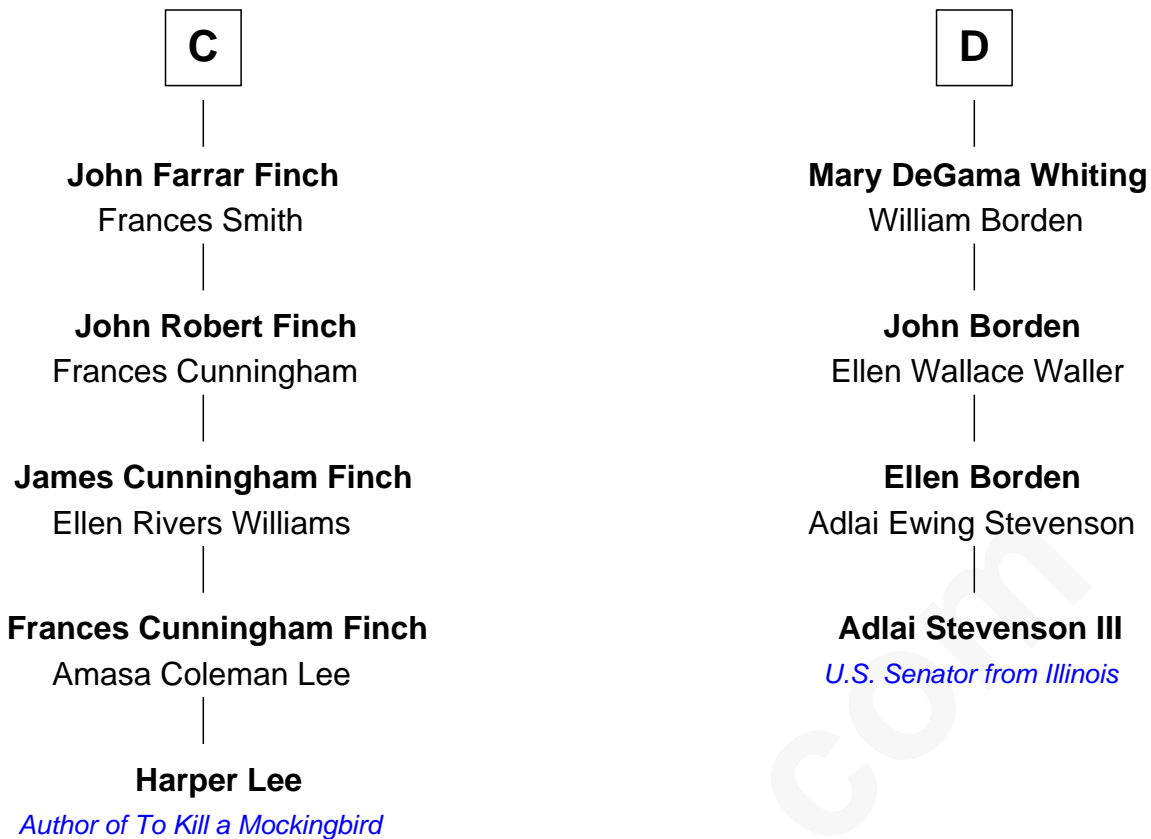 C
John Farrar Finch
Frances Smith
John Robert Finch
Frances Cunningham
James Cunningham Finch
Ellen Rivers Williams
Frances Cunningham Finch
Amasa Coleman Lee
Harper Lee
Author of To Kill a Mockingbird
D
Mary DeGama Whiting
William Borden
John Borden
Ellen Wallace Waller
Ellen Borden
Adlai Ewing Stevenson
Adlai Stevenson III
U.S. Senator from Illinois
com